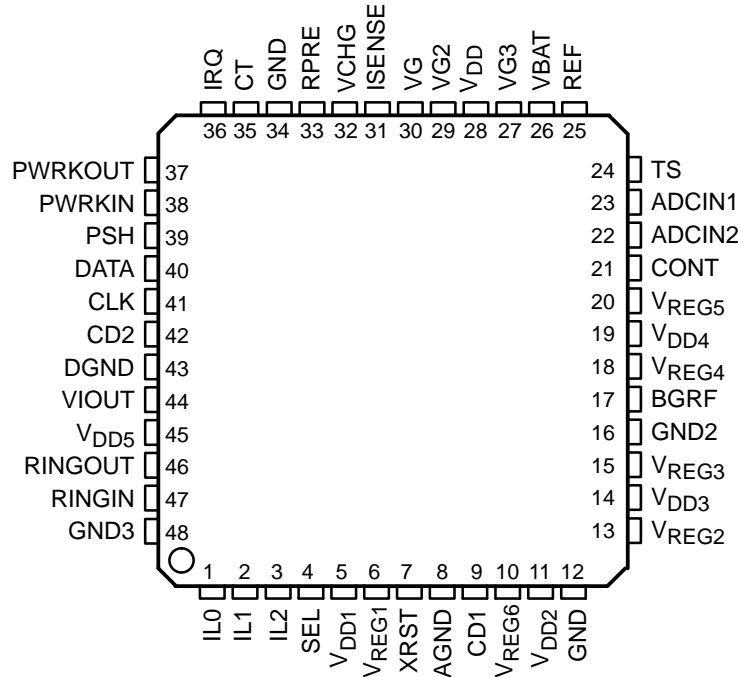 IRQ
CT
GND
RPRE
VCHG
ISENSE
VG
VG2
VDD
VG3
VBAT
REF
36 35 34 33 32 31 30 29 28 27 26 25
PWRKOUT 37
PWRKIN 38
PSH 39
DATA 40
CLK 41
CD2 42
DGND 43
VIOUT 44
VDD5 45
RINGOUT 46
RINGIN 47
GND3 48
24 TS
23 ADCIN1
22 ADCIN2
21 CONT
20 VREG5
19 VDD4
18 VREG4
17 BGRF
16 GND2
15 VREG3
14 VDD3
13 VREG2
1 2 3 4 5 6 7 8 9 10 11 12
IL0
IL1
IL2
SEL
VDD1
VREG1
XRST
AGND
CD1
VREG6
VDD2
GND